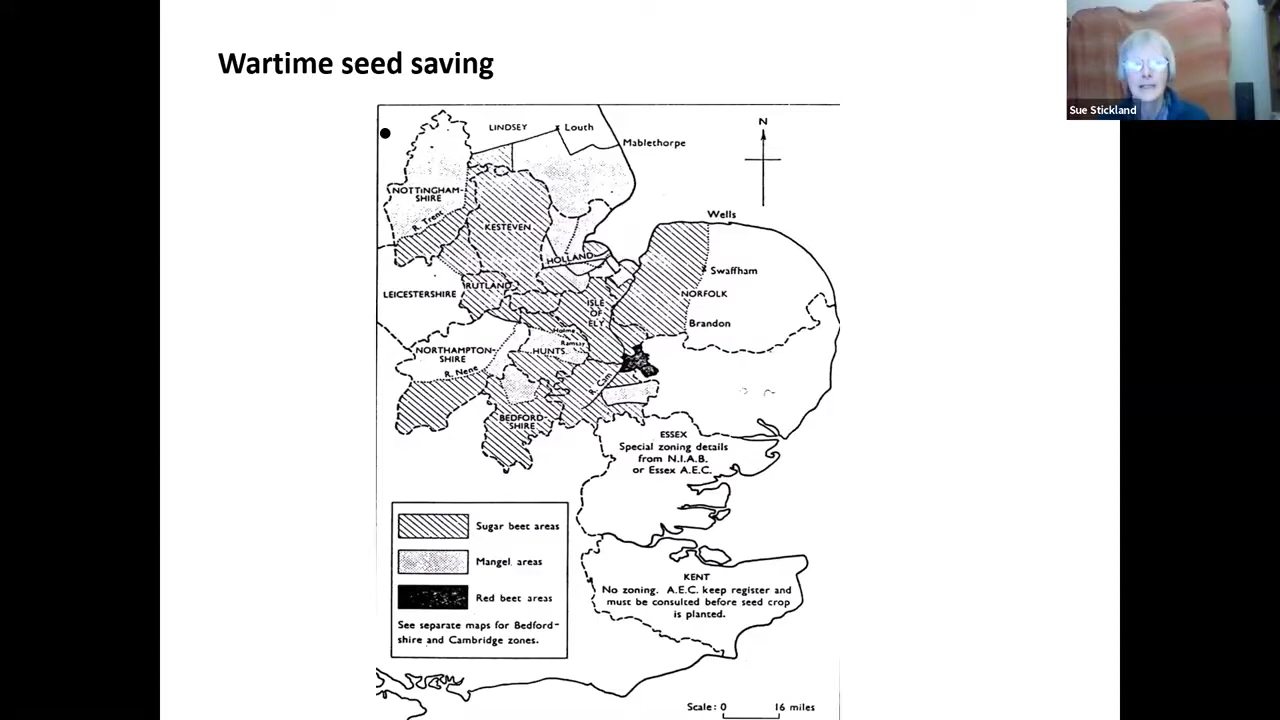 Wartime seed saving
Sue Stickland
N
LINDSEY
Louth
Mablethorpe
NOTTINGHAM-
SHIRE
R. Trent
KESTEVEN
Wells
HOLLAND
Swaffham
RUTLAND
LEICESTERSHIRE
NORFOLK
ISLE
OF
ELY
Brandon
Holme
Ramsey
HUNTS.
NORTHAMPTON-
SHIRE
R. Nene
R. Cam
BEDFORD-
SHIRE
ESSEX
Special zoning details
from N.I.A.B.
or Essex A.E.C.
Sugar beet areas
Mangel areas
Red beet areas
See separate maps for Bedford-
shire and Cambridge zones.
KENT
No zoning. A.E.C. keep register and
must be consulted before seed crop
is planted.
Scale: 0 16 miles